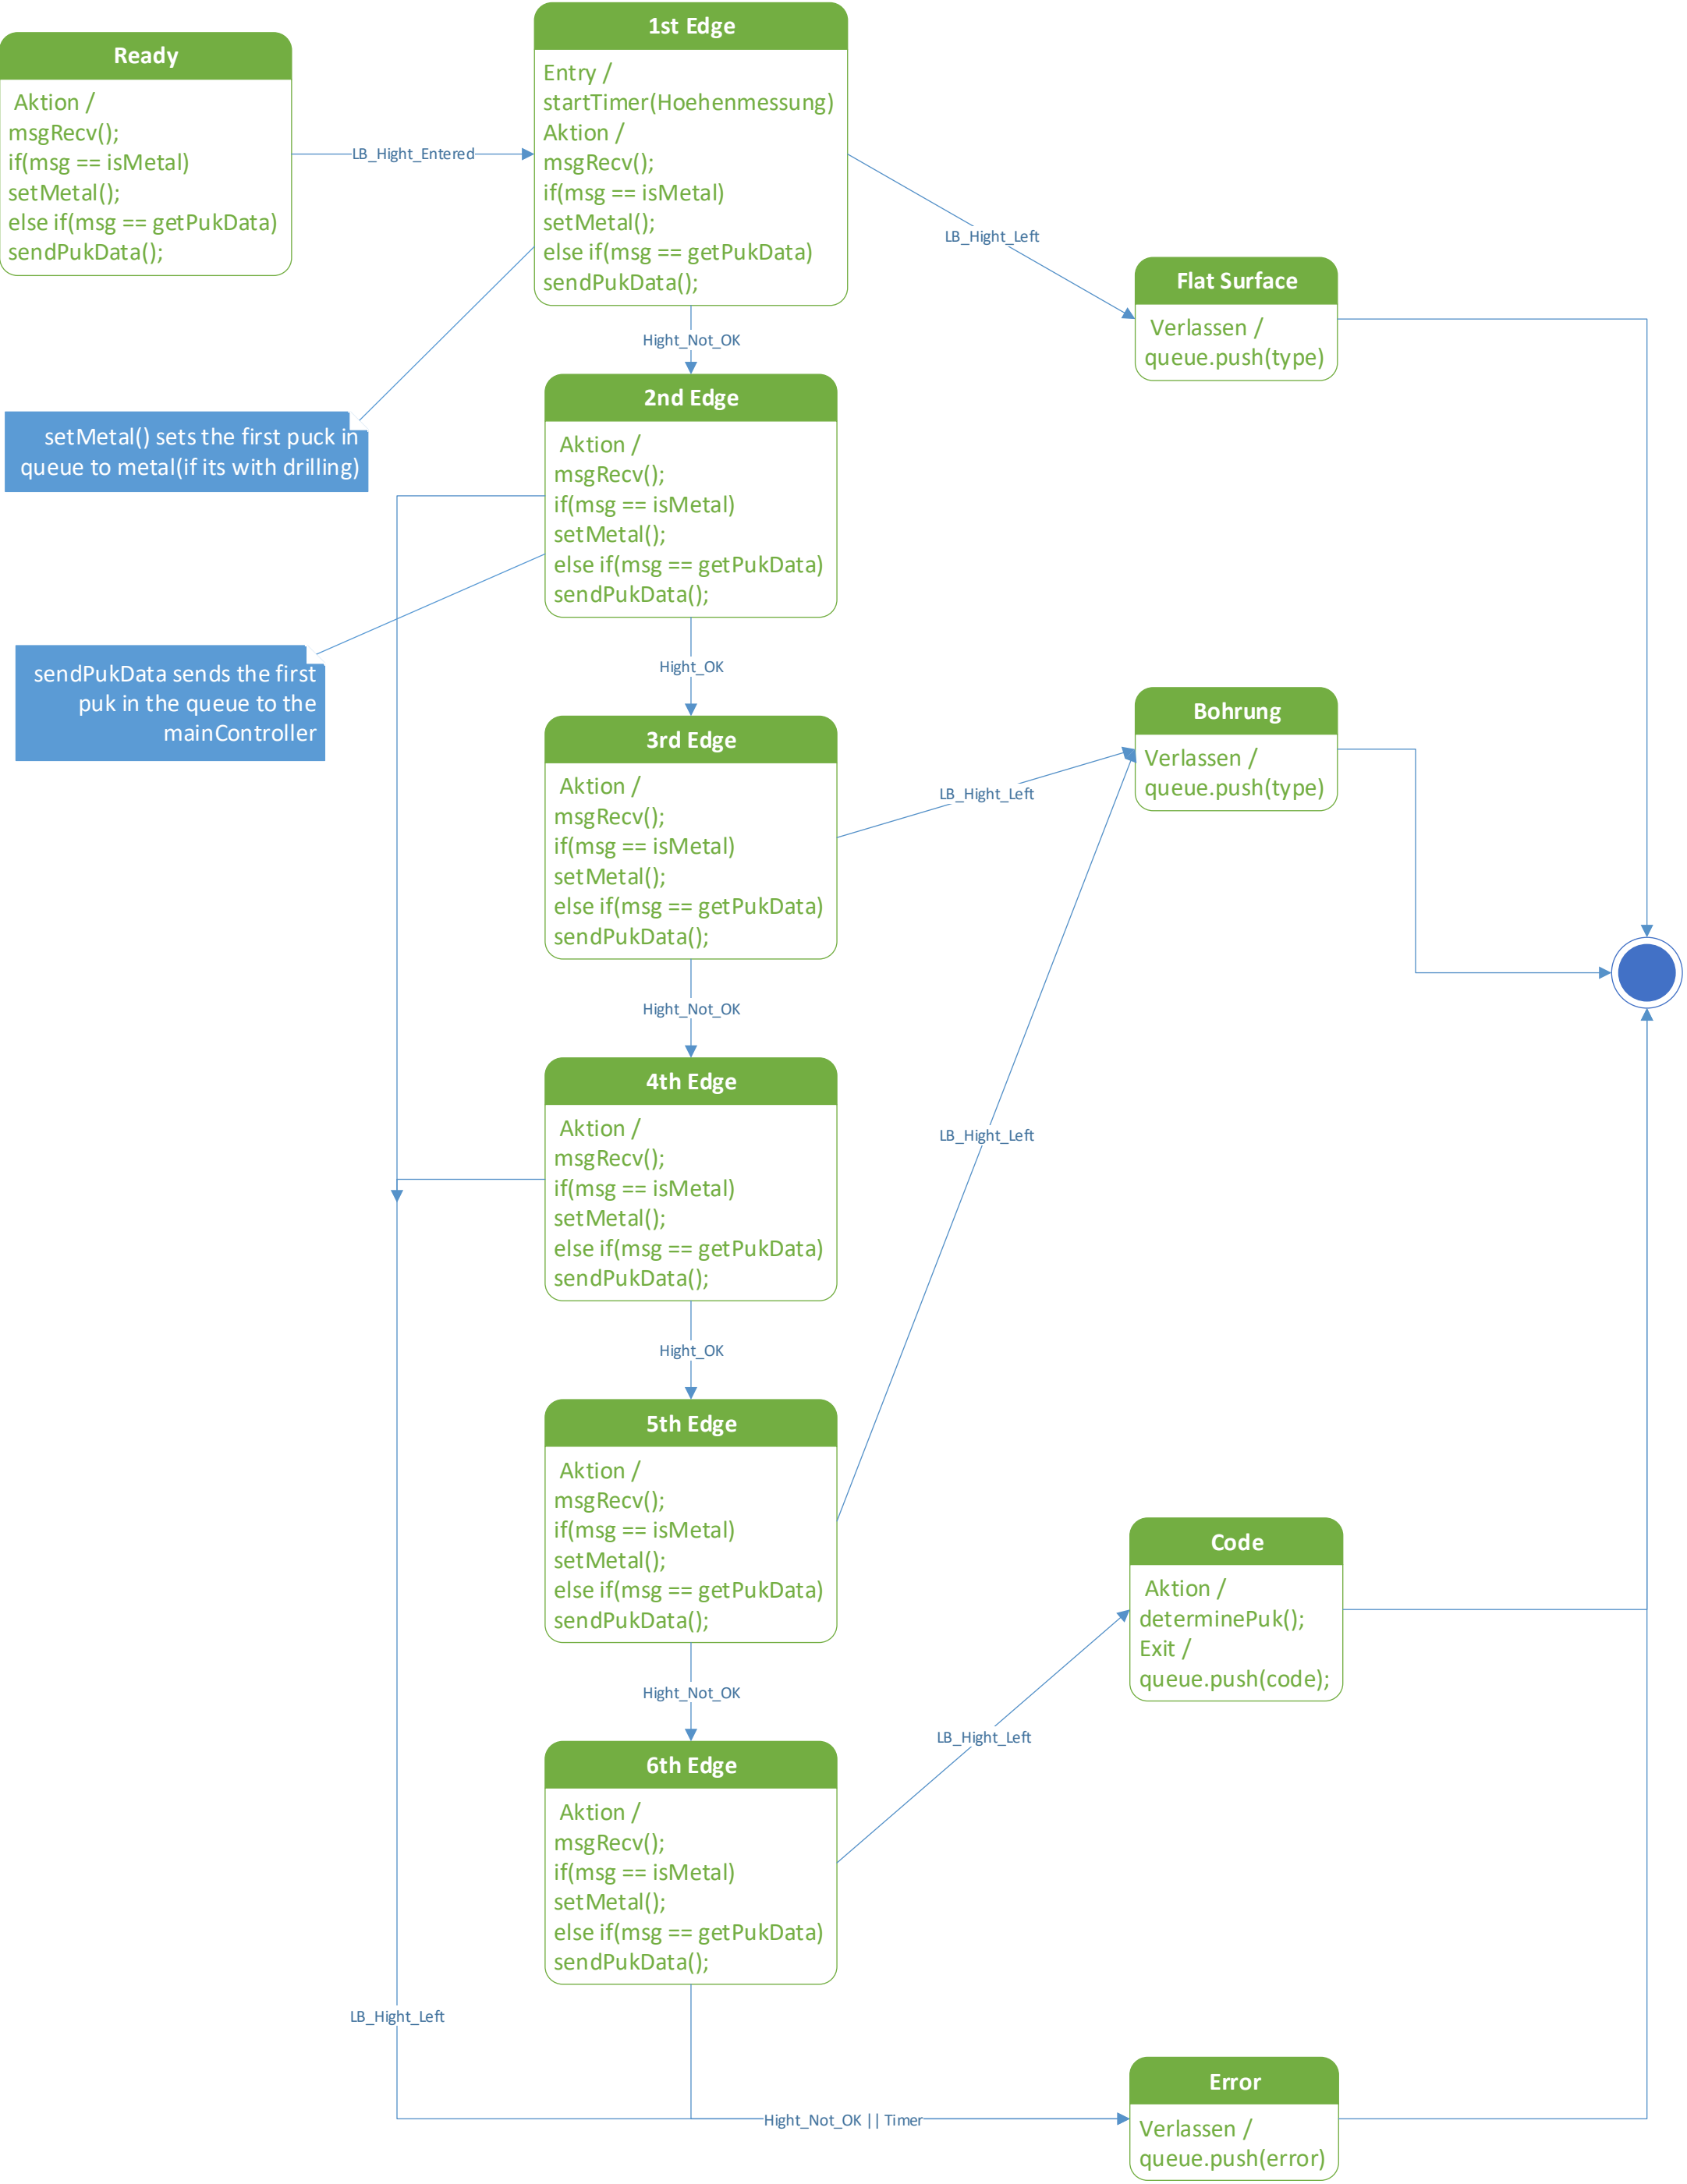 Ready
Aktion /
msgRecv();
if(msg == isMetal)
setMetal();
else if(msg == getPukData)
sendPukData();
LB_Hight_Entered
1st Edge
Entry /
startTimer(Hoehenmessung)
Aktion /
msgRecv();
if(msg == isMetal)
setMetal();
else if(msg == getPukData)
sendPukData();
LB_Hight_Left
Flat Surface
Verlassen /
queue.push(type)
Hight_Not_OK
setMetal() sets the first puck in
queue to metal(if its with drilling)
2nd Edge
Aktion /
msgRecv();
if(msg == isMetal)
setMetal();
else if(msg == getPukData)
sendPukData();
sendPukData sends the first
puk in the queue to the
mainController
Hight_OK
3rd Edge
Aktion /
msgRecv();
if(msg == isMetal)
setMetal();
else if(msg == getPukData)
sendPukData();
LB_Hight_Left
Bohrung
Verlassen /
queue.push(type)
Hight_Not_OK
4th Edge
Aktion /
msgRecv();
if(msg == isMetal)
setMetal();
else if(msg == getPukData)
sendPukData();
LB_Hight_Left
Hight_OK
5th Edge
Aktion /
msgRecv();
if(msg == isMetal)
setMetal();
else if(msg == getPukData)
sendPukData();
Code
Aktion /
determinePuk();
Exit /
queue.push(code);
Hight_Not_OK
LB_Hight_Left
6th Edge
Aktion /
msgRecv();
if(msg == isMetal)
setMetal();
else if(msg == getPukData)
sendPukData();
LB_Hight_Left
Hight_Not_OK || Timer
Error
Verlassen /
queue.push(error)